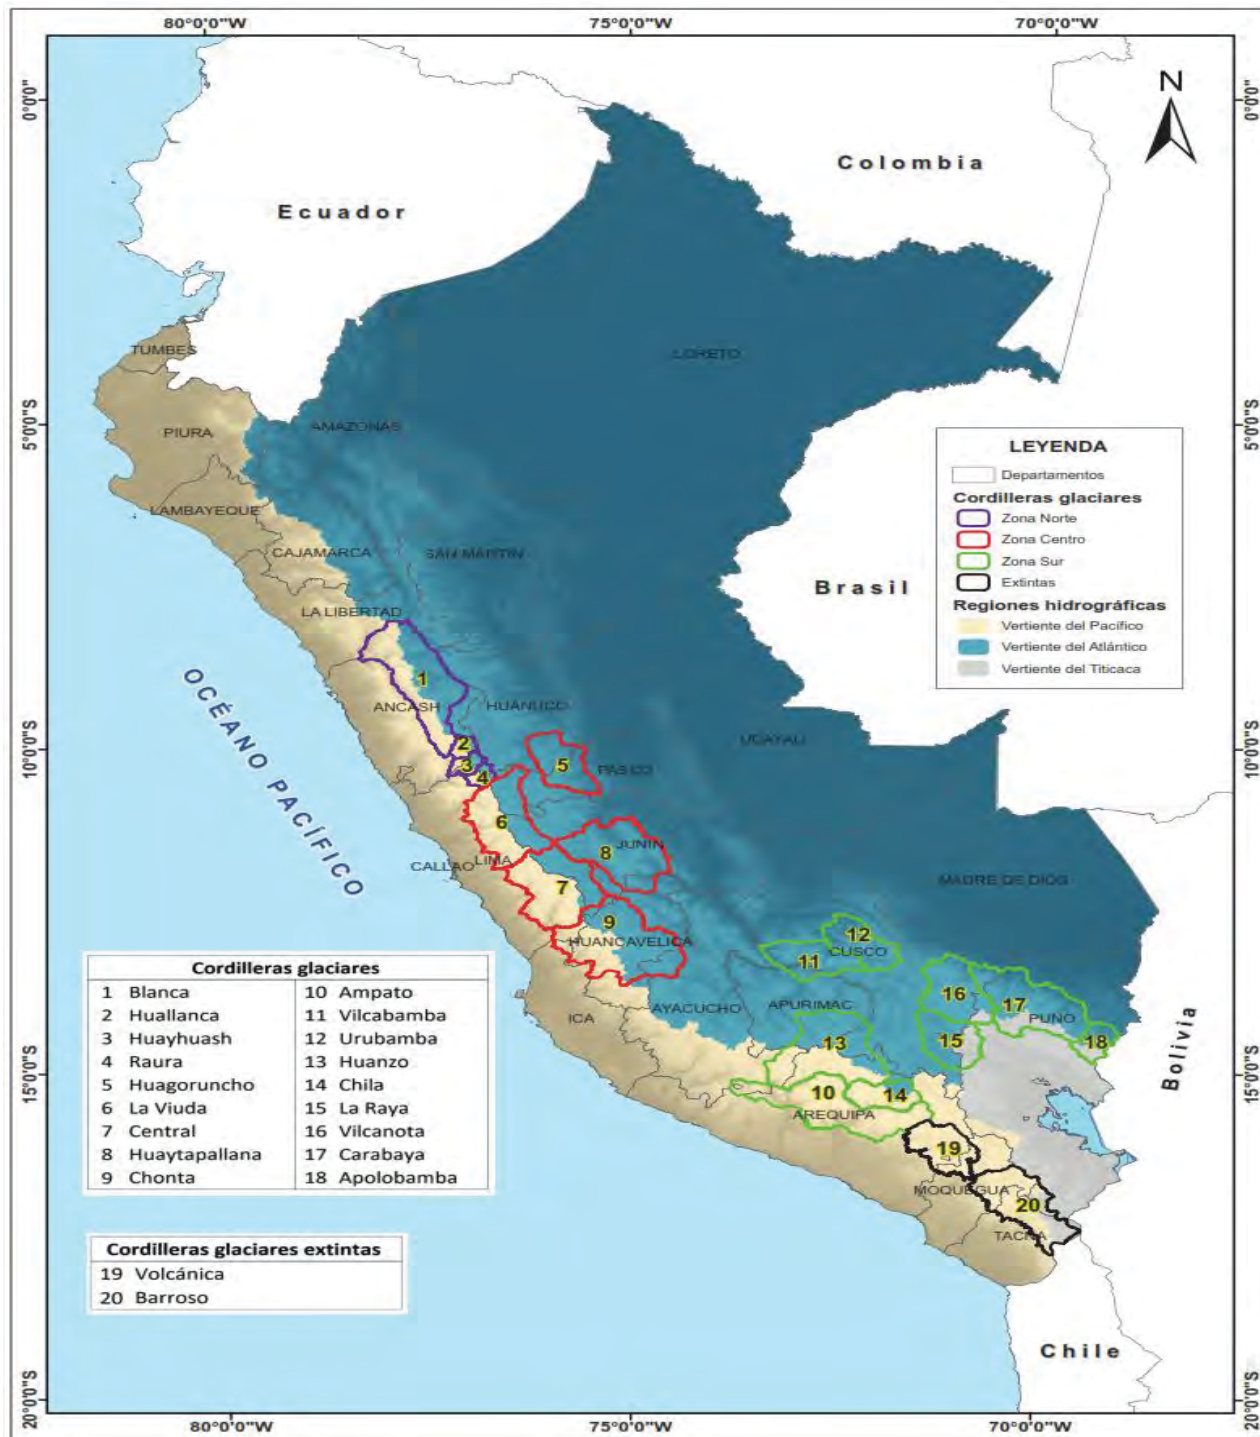 80°0'0"W
75°0'0"W
70°0'0"W
0°0'0"
0°0'0"
N
Colombia
Ecuador
TUMBES
LORETO
5°0'0"S
5°0'0"S
PIURA
AMAZONAS
LEYENDA
Departamentos
Cordilleras glaciares
Zona Norte
Zona Centro
Zona Sur
Extintas
Regiones hidrográficas
Vertiente del Pacífico
Vertiente del Atlántico
Vertiente del Titicaca
LAMBAYEQUE
CAJAMARCA
SAN MARTIN
Brasil
LA LIBERTAD
1
ANCASH
HUÁNUCO
OCÉANO PACÍFICO
2
3
4
5
PASCO
UCAYALI
10°0'0"S
10°0'0"S
6
8
JUNIN
CALLAO
LIMA
7
MADRE DE DIOS
9
HUANCAVELICA
12
CUSCO
11
16
17
PUNO
ICA
AYACUCHO
APURIMAC
13
15
18
Bolivia
15°0'0"S
15°0'0"S
10
14
AREQUIPA
19
MOQUEGUA
20
TACNA
Cordilleras glaciares
1 Blanca
2 Huallanca
3 Huayhuash
4 Raura
5 Huagoruncho
6 La Viuda
7 Central
8 Huaytapallana
9 Chonta
10 Ampato
11 Vilcabamba
12 Urubamba
13 Huanzo
14 Chila
15 La Raya
16 Vilcanota
17 Carabaya
18 Apolobamba
Cordilleras glaciares extintas
19 Volcánica
20 Barroso
Chile
20°0'0"S
20°0'0"S
80°0'0"W
75°0'0"W
70°0'0"W